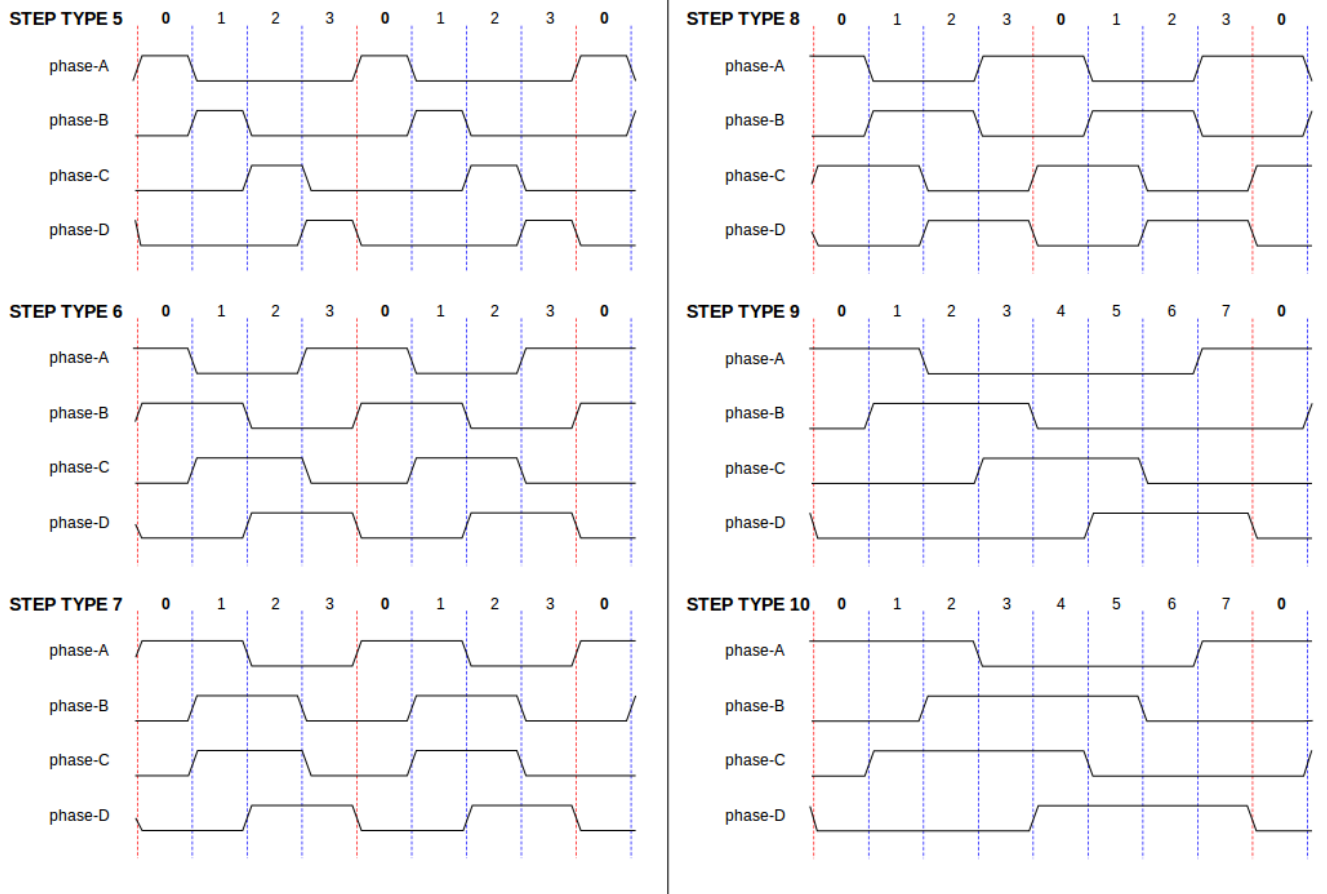 STEP TYPE 5 0 1 2 3 0 1 2 3 0
phase-A
phase-B
phase-C
phase-D
STEP TYPE 6 0 1 2 3 0 1 2 3 0
phase-A
phase-B
phase-C
phase-D
STEP TYPE 7 0 1 2 3 0 1 2 3 0
phase-A
phase-B
phase-C
phase-D
STEP TYPE 8 0 1 2 3 0 1 2 3 0
phase-A
phase-B
phase-C
phase-D
STEP TYPE 9 0 1 2 3 4 5 6 7 0
phase-A
phase-B
phase-C
phase-D
STEP TYPE 10 0 1 2 3 4 5 6 7 0
phase-A
phase-B
phase-C
phase-D